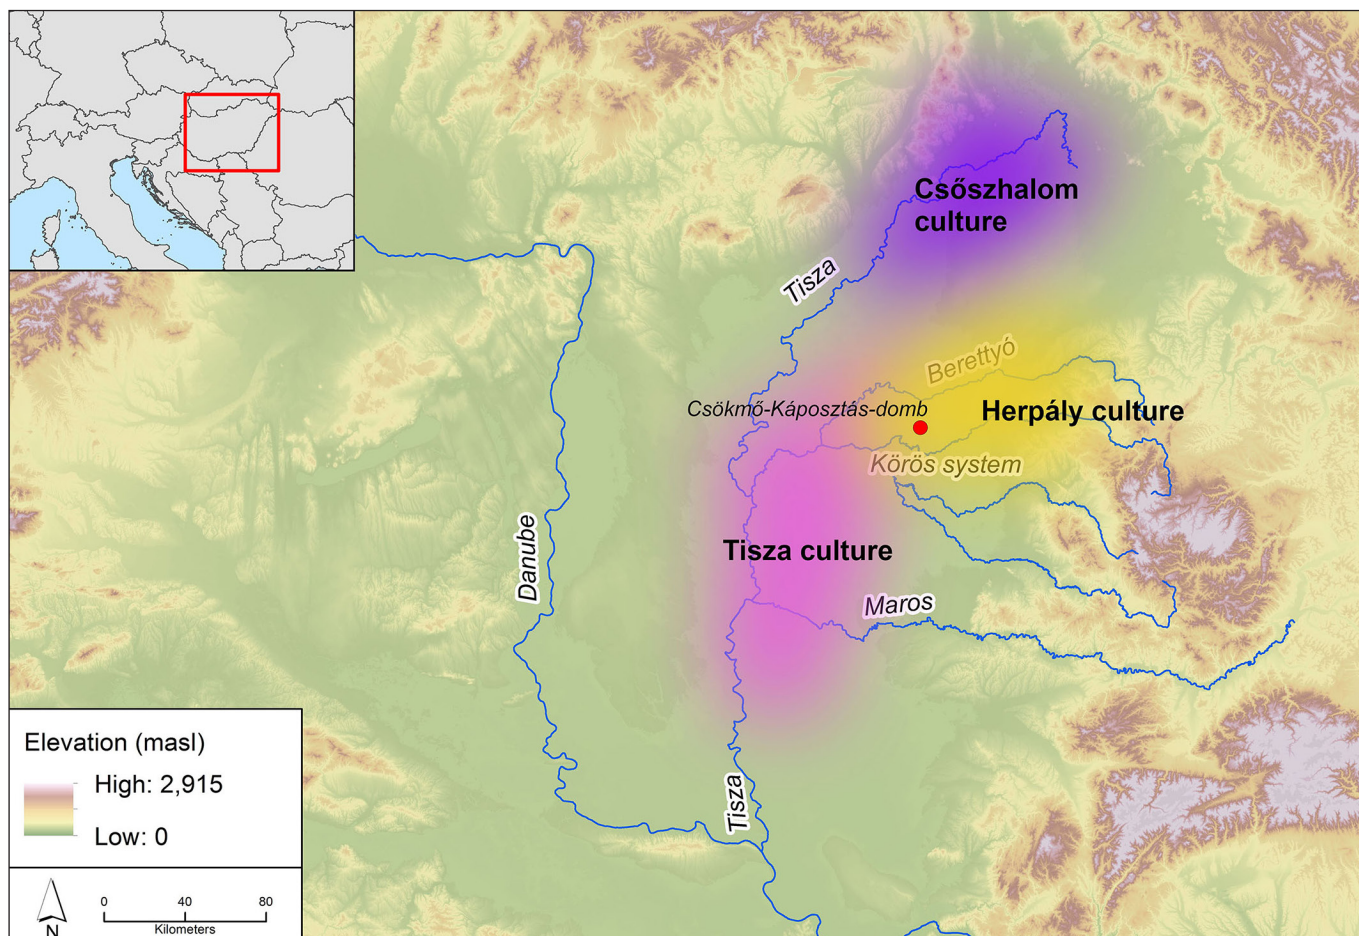 Csőszhalom
culture
Tisza
Berettyó
Csökmő-Káposztás-domb
Herpály culture
Körös system
Tisza culture
Danube
Maros
Tisza
Elevation (masl)
High: 2,915
Low: 0
N
0 40 80
Kilometers